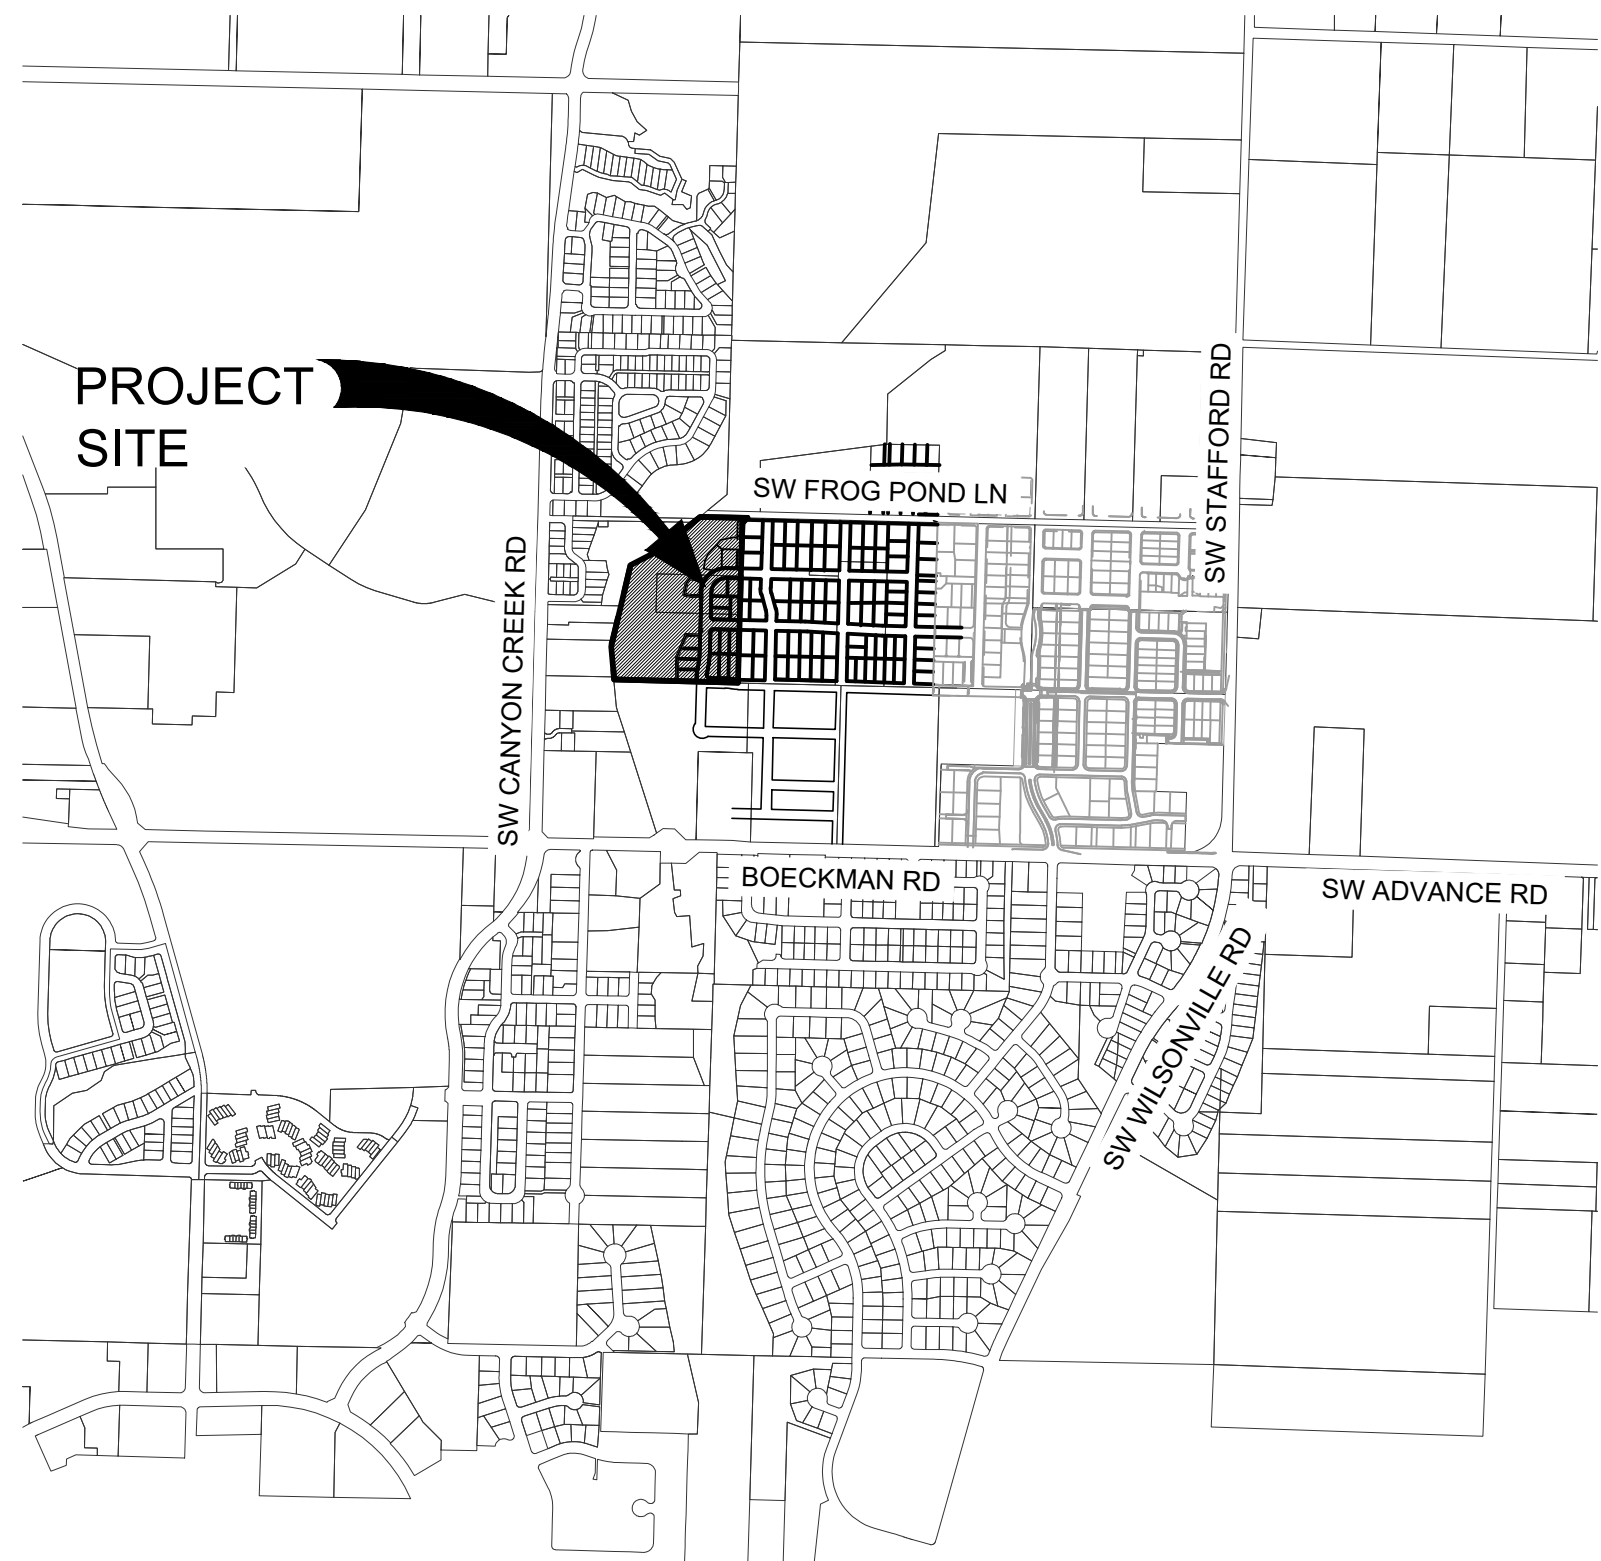 PROJECT
SITE
SW FROG POND LN
SW STAFFORD RD
SW CANYON CREEK RD
BOECKMAN RD
SW ADVANCE RD
SW WILSONVILLE RD